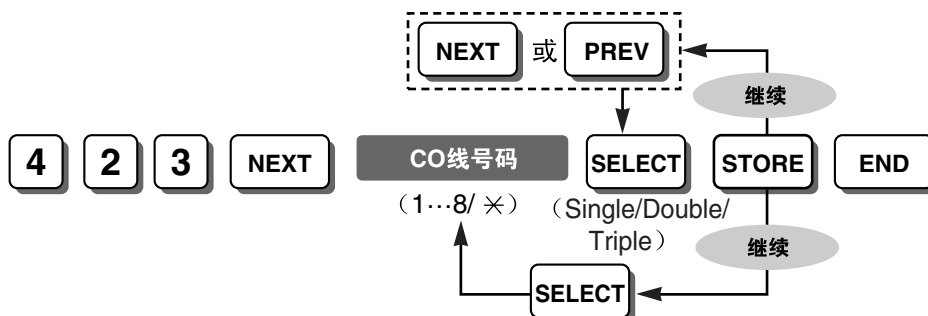 NEXT 或 PREV
继续
4 2 3 NEXT CO线号码 SELECT STORE END
（1…8/ ✳） （Single/Double/
Triple）
继续
SELECT